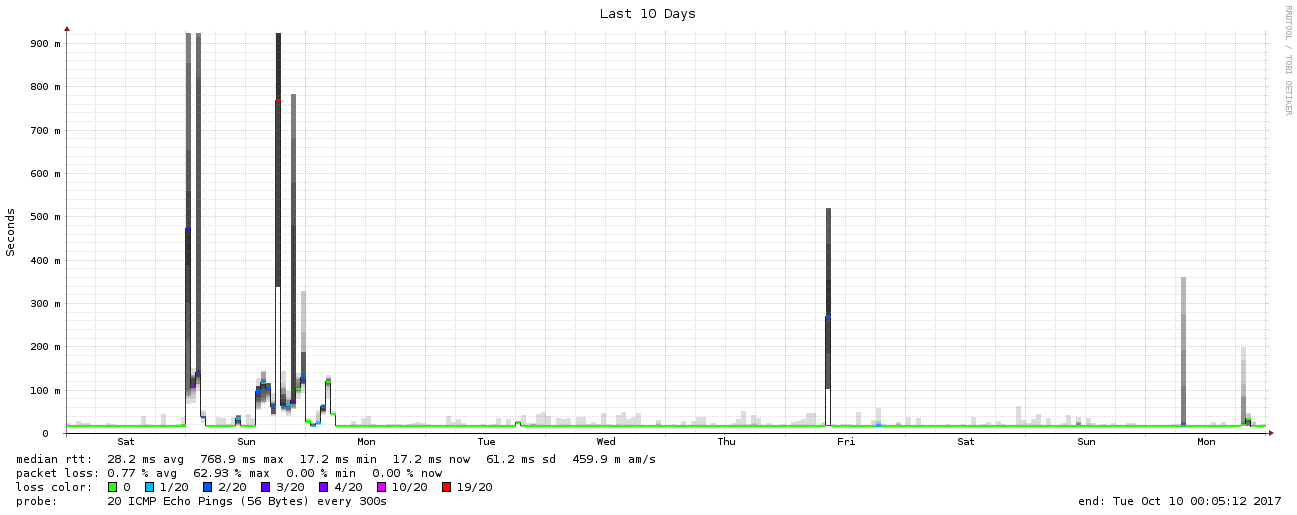 Last 10 Days
RRDTOOL / TOBI OETIKER
Seconds
900 m
800 m
700 m
600 m
500 m
400 m
300 m
200 m
100 m
0
Sat Sun Mon Tue Wed Thu Fri Sat Sun Mon
median rtt: 28.2 ms avg 768.9 ms max 17.2 ms min 17.2 ms now 61.2 ms sd 459.9 m am/s
packet loss: 0.77 % avg 62.93 % max 0.00 % min 0.00 % now
loss color: 0 1/20 2/20 3/20 4/20 10/20 19/20
probe: 20 ICMP Echo Pings (56 Bytes) every 300s end: Tue Oct 10 00:05:12 2017